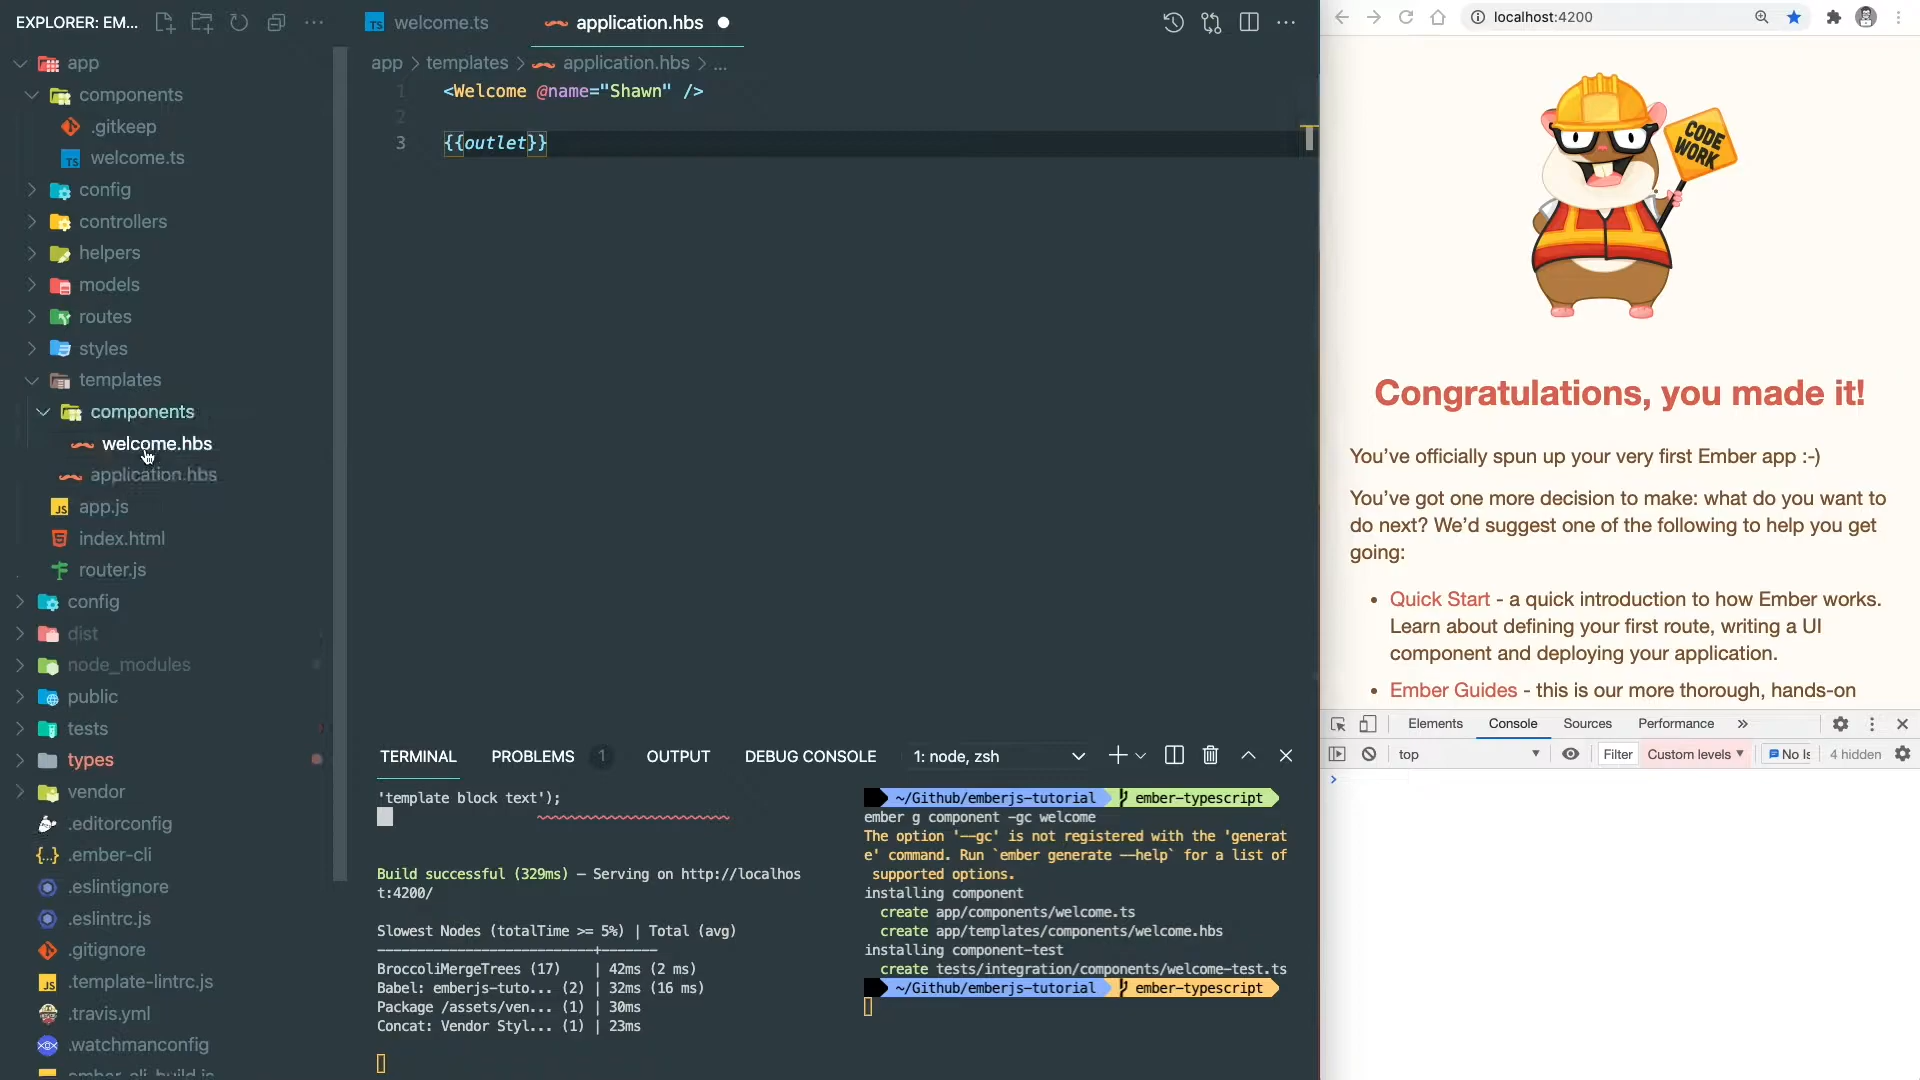 EXPLORER: EM...
app
components
.gitkeep
welcome.ts
config
controllers
helpers
models
routes
styles
templates
components
welcome.hbs
application.hbs
app.js
index.html
router.js
config
dist
node_modules
public
tests
types
vendor
.editorconfig
.ember-cli
.eslintignore
.eslintrc.js
.gitignore
.template-lintrc.js
.travis.yml
.watchmanconfig
ember-cli-build.js
welcome.ts
application.hbs
app > templates > application.hbs > ...
1 <Welcome @name="Shawn" />
2
3 {{outlet}}
TERMINAL PROBLEMS 1 OUTPUT DEBUG CONSOLE 1: node, zsh
'template block text');
Build successful (329ms) – Serving on http://localhos
t:4200/
Slowest Nodes (totalTime >= 5%) | Total (avg)
BroccoliMergeTrees (17) | 42ms (2 ms)
Babel: emberjs-tuto... (2) | 32ms (16 ms)
Package /assets/ven... (1) | 30ms
Concat: Vendor Styl... (1) | 23ms
~/Github/emberjs-tutorial ember-typescript
ember g component -gc welcome
The option '--gc' is not registered with the 'generat
e' command. Run `ember generate --help` for a list of
supported options.
installing component
create app/components/welcome.ts
create app/templates/components/welcome.hbs
installing component-test
create tests/integration/components/welcome-test.ts
~/Github/emberjs-tutorial ember-typescript
localhost:4200
CODE
WORK
Congratulations, you made it!
You've officially spun up your very first Ember app :-)
You've got one more decision to make: what do you want to
do next? We'd suggest one of the following to help you get
going:
• Quick Start - a quick introduction to how Ember works.
Learn about defining your first route, writing a UI
component and deploying your application.
• Ember Guides - this is our more thorough, hands-on
Elements Console Sources Performance »
top Filter Custom levels No Is 4 hidden